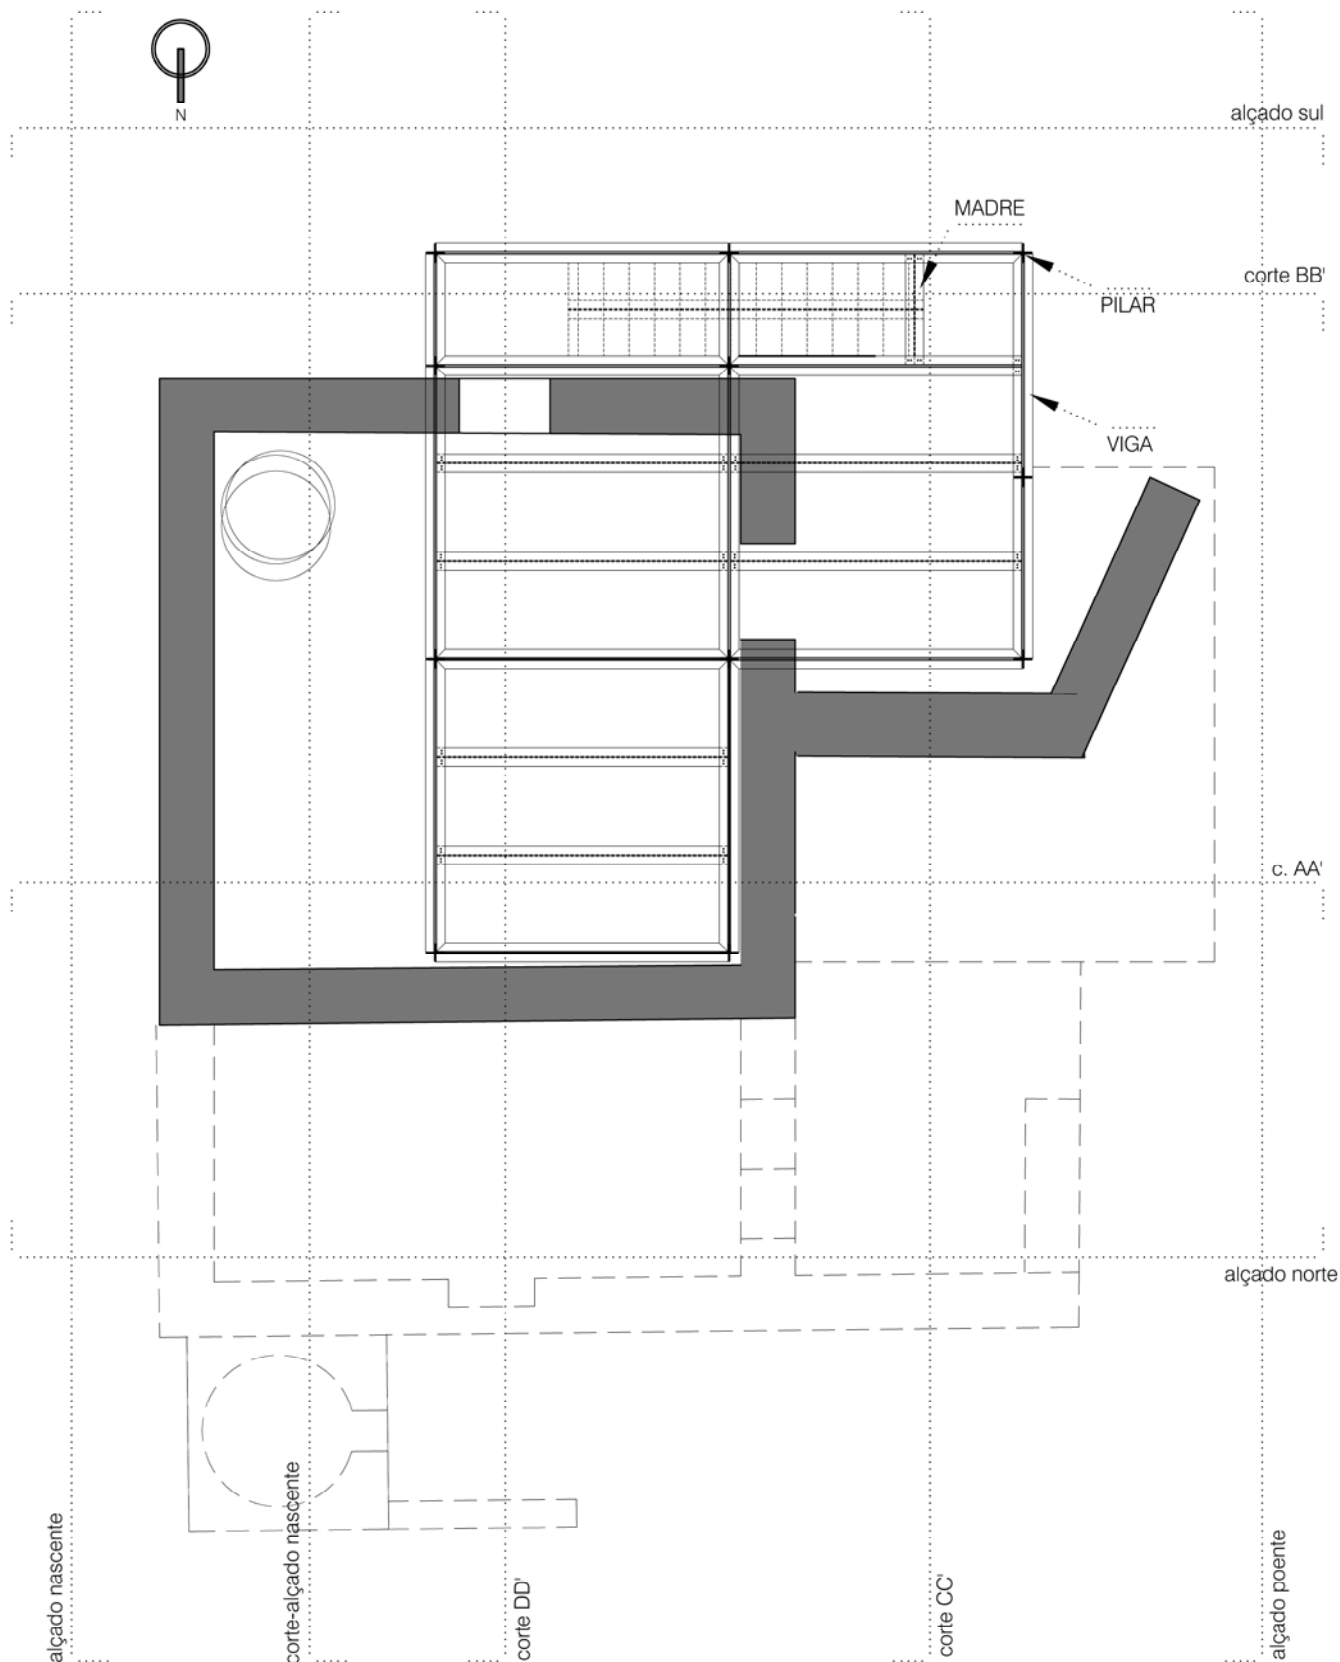 N
alçado sul
MADRE
corte BB'
PILAR
VIGA
c. AA'
alçado norte
alçado nascente
corte-alçado nascente
corte DD'
corte CC'
alçado poente